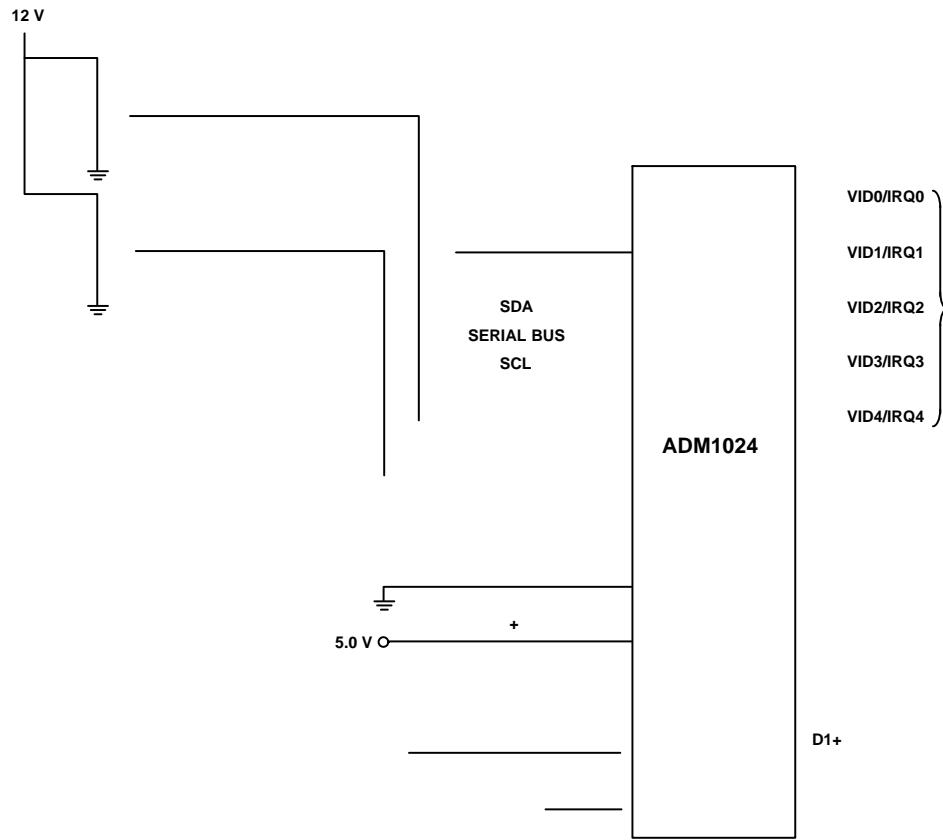 12 V
VID0/IRQ0
VID1/IRQ1
SDA
VID2/IRQ2
SERIAL BUS
SCL
VID3/IRQ3
VID4/IRQ4
ADM1024
+
5.0 V
D1+